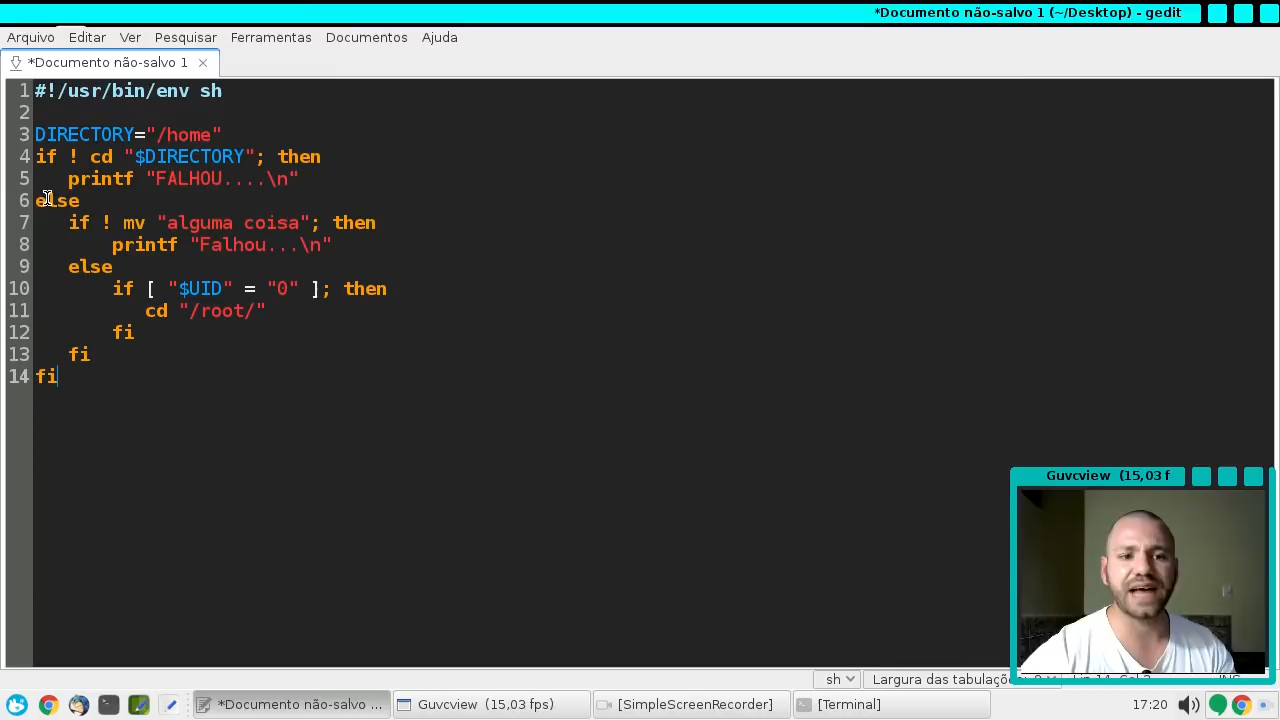 *Documento não-salvo 1 (~/Desktop) - gedit
Arquivo Editar Ver Pesquisar Ferramentas Documentos Ajuda
*Documento não-salvo 1
1 #!/usr/bin/env sh
2
3 DIRECTORY="/home"
4 if ! cd "$DIRECTORY"; then
5 printf "FALHOU....\n"
6 else
7 if ! mv "alguma coisa"; then
8 printf "Falhou...\n"
9 else
10 if [ "$UID" = "0" ]; then
11 cd "/root/"
12 fi
13 fi
14 fi
Guvcview (15,03 f
sh Largura das tabulações
*Documento não-salvo ... Guvcview (15,03 fps) [SimpleScreenRecorder] [Terminal] 17:20